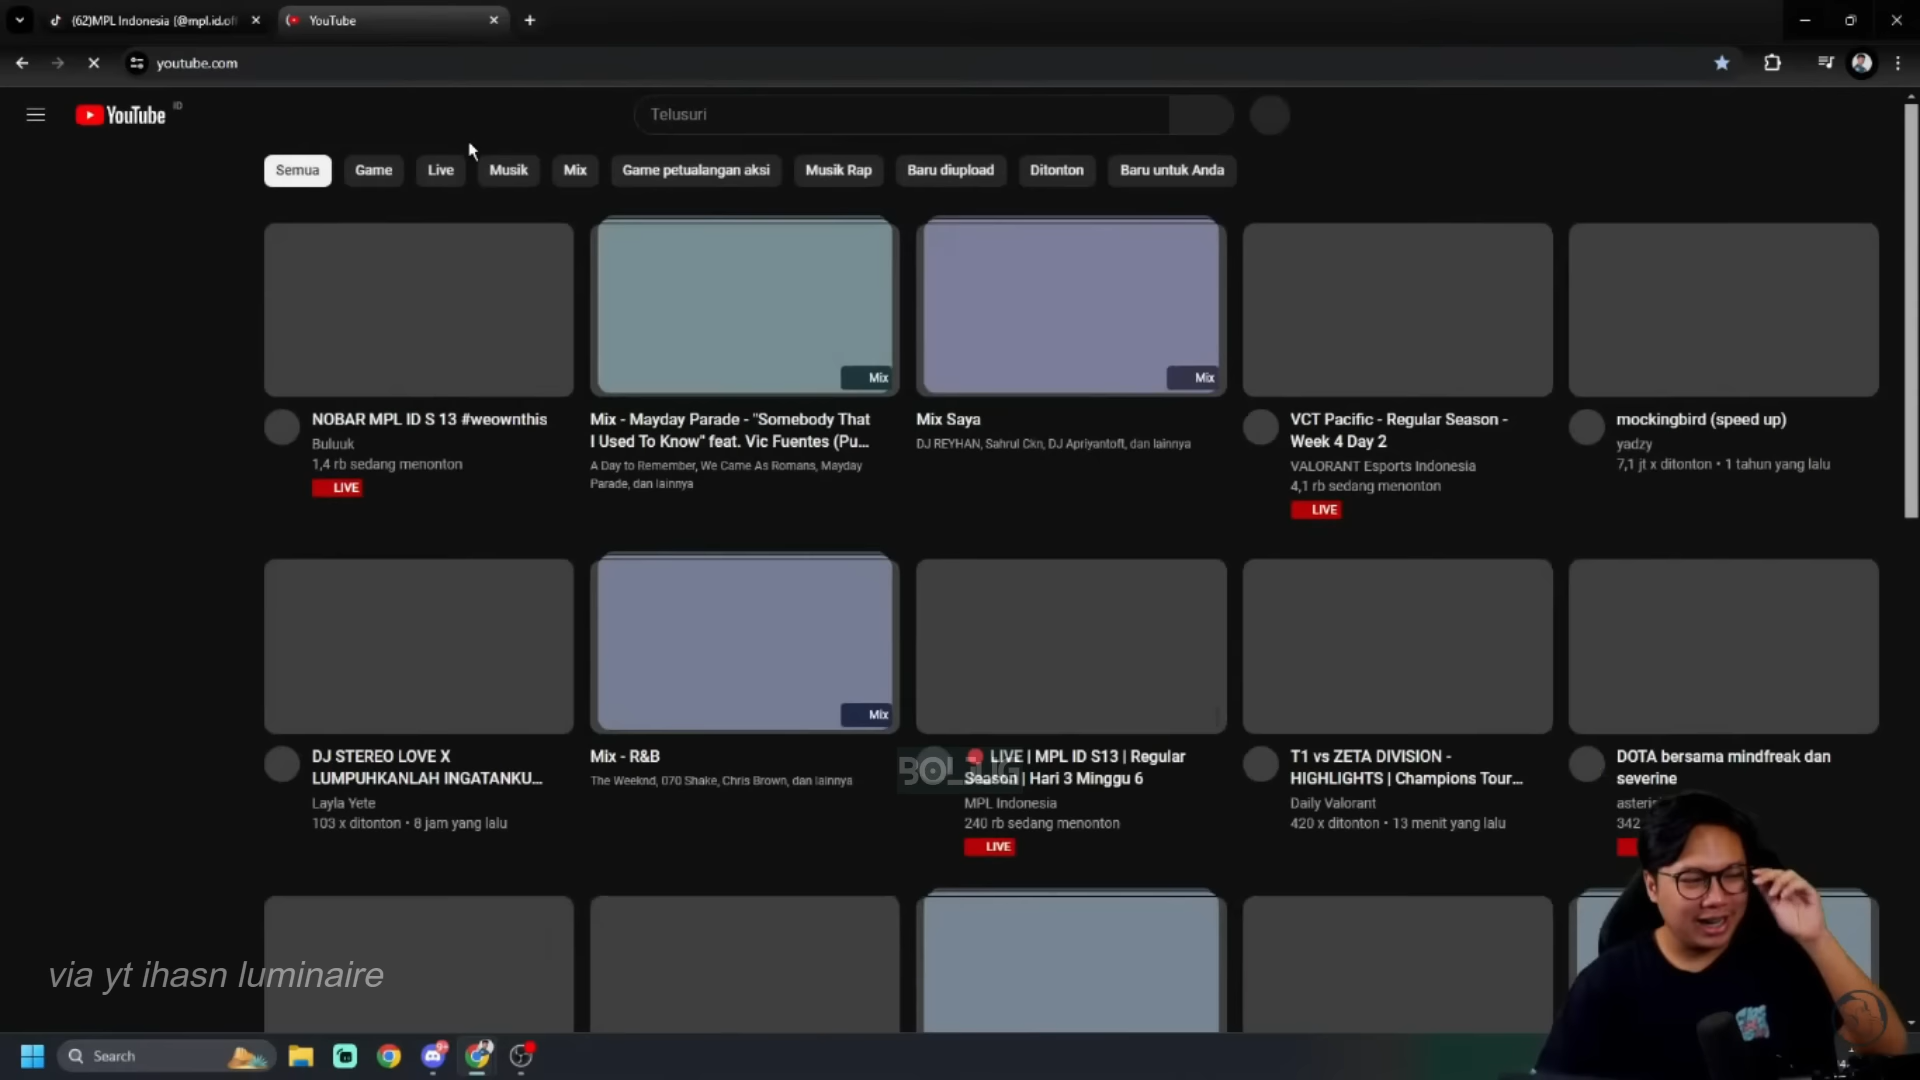 (62)MPL Indonesia (@mpl.id.of
YouTube
youtube.com
YouTube ID
Telusuri
Semua
Game
Live
Musik
Mix
Game petualangan aksi
Musik Rap
Baru diupload
Ditonton
Baru untuk Anda
Mix
Mix
NOBAR MPL ID S 13 #weownthis
Buluuk
1,4 rb sedang menonton
LIVE
Mix - Mayday Parade - "Somebody That
I Used To Know" feat. Vic Fuentes (Pu...
A Day to Remember, We Came As Romans, Mayday
Parade, dan lainnya
Mix Saya
DJ REYHAN, Sahrul Ckn, DJ Apriyantoft, dan lainnya
VCT Pacific - Regular Season -
Week 4 Day 2
VALORANT Esports Indonesia
4,1 rb sedang menonton
LIVE
mockingbird (speed up)
yadzy
7,1 jt x ditonton • 1 tahun yang lalu
Mix
DJ STEREO LOVE X
LUMPUHKANLAH INGATANKU...
Layla Yete
103 x ditonton • 8 jam yang lalu
Mix - R&B
The Weeknd, 070 Shake, Chris Brown, dan lainnya
LIVE | MPL ID S13 | Regular
Season | Hari 3 Minggu 6
MPL Indonesia
240 rb sedang menonton
LIVE
T1 vs ZETA DIVISION -
HIGHLIGHTS | Champions Tour...
Daily Valorant
420 x ditonton • 13 menit yang lalu
DOTA bersama mindfreak dan
severine
342
via yt ihasn luminaire
Search